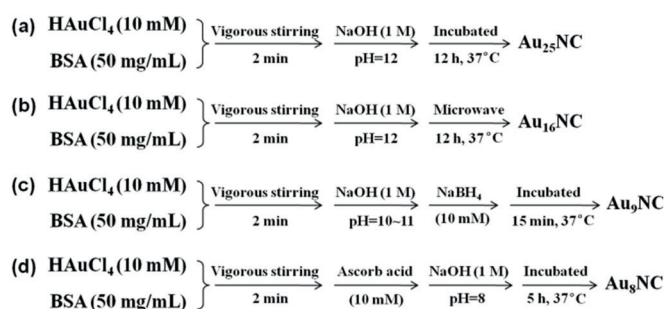 (a) HAuCl₄ (10 mM) Vigorous stirring NaOH (1 M) Incubated Au₂₅NC
BSA (50 mg/mL) 2 min pH=12 12 h, 37°C
(b) HAuCl₄ (10 mM) Vigorous stirring NaOH (1 M) Microwave Au₁₆NC
BSA (50 mg/mL) 2 min pH=12 12 h, 37°C
(c) HAuCl₄ (10 mM) Vigorous stirring NaOH (1 M) NaBH₄ Incubated Au₉NC
BSA (50 mg/mL) 2 min pH=10~11 (10 mM) 15 min, 37°C
(d) HAuCl₄ (10 mM) Vigorous stirring Ascorb acid NaOH (1 M) Incubated Au₈NC
BSA (50 mg/mL) 2 min (10 mM) pH=8 5 h, 37°C